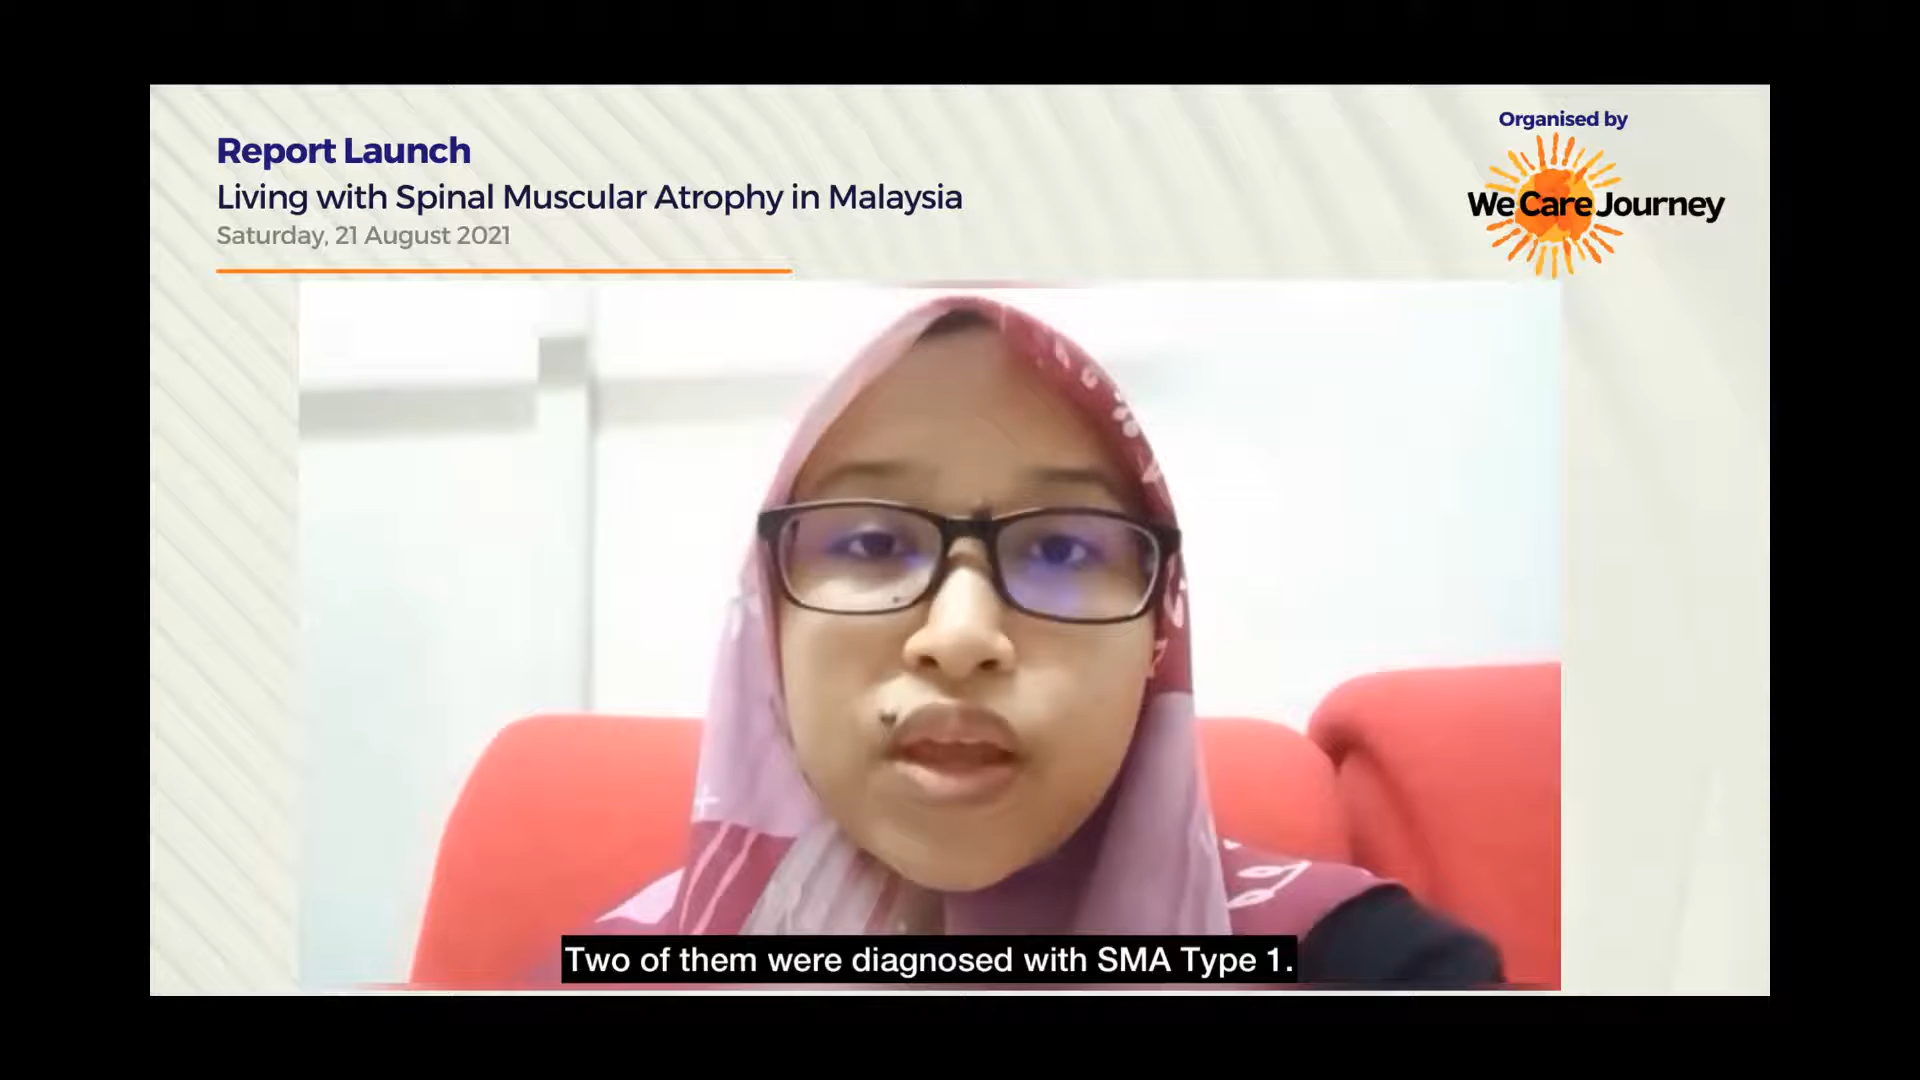 Report Launch
Living with Spinal Muscular Atrophy in Malaysia
Saturday, 21 August 2021
Organised by
We Care Journey
Two of them were diagnosed with SMA Type 1.